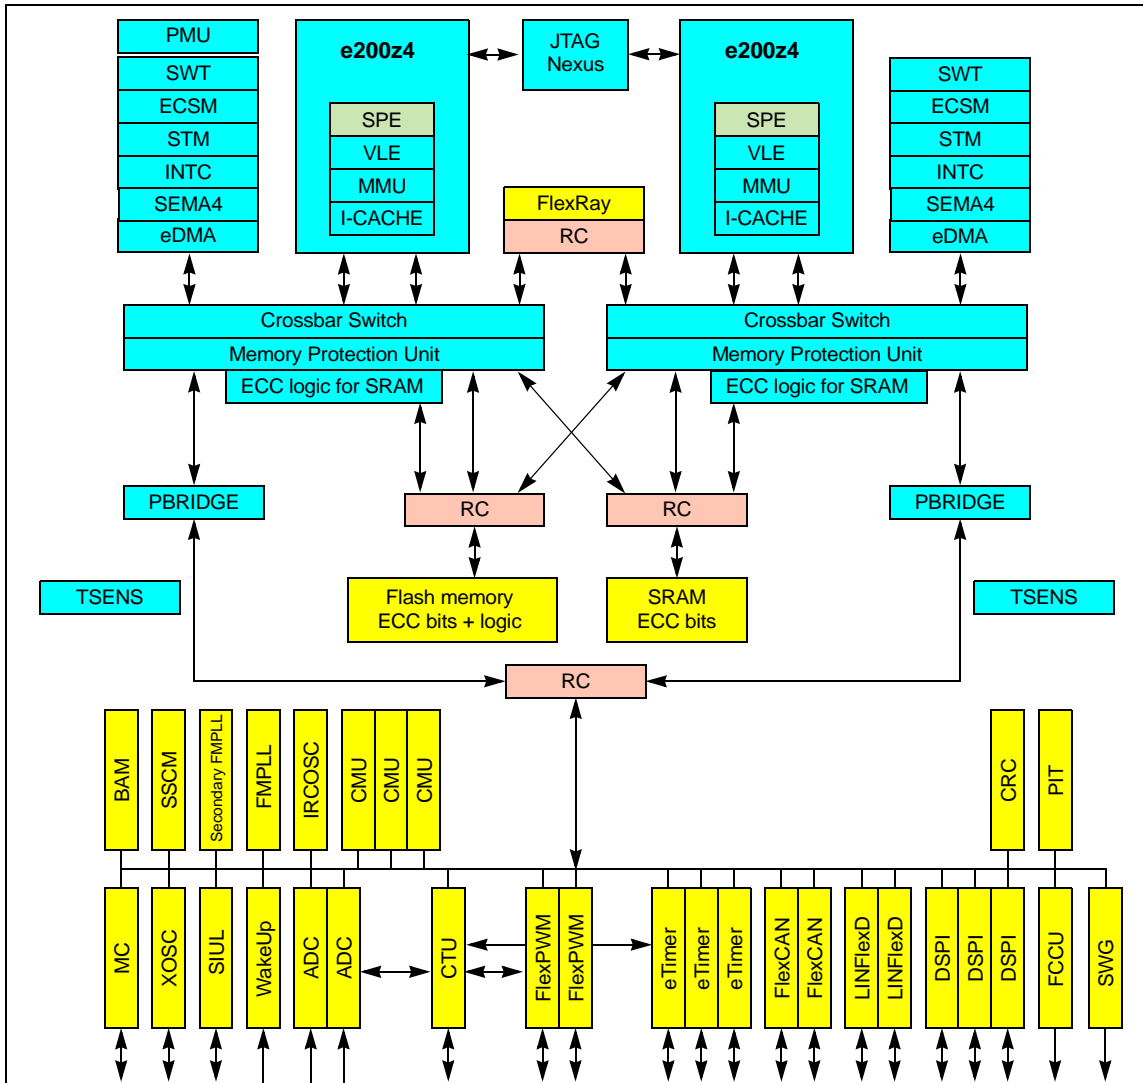 PMU
SWT
ECSM
STM
INTC
SEMA4
eDMA
e200z4
SPE
VLE
MMU
I-CACHE
JTAG
Nexus
FlexRay
RC
e200z4
SPE
VLE
MMU
I-CACHE
SWT
ECSM
STM
INTC
SEMA4
eDMA
Crossbar Switch
Memory Protection Unit
ECC logic for SRAM
Crossbar Switch
Memory Protection Unit
ECC logic for SRAM
PBRIDGE
RC
RC
PBRIDGE
TSENS
Flash memory
ECC bits + logic
SRAM
ECC bits
TSENS
RC
BAM
SSCM
Secondary FMPLL
FMPLL
IRCOSC
CMU
CMU
CMU
CRC
PIT
MC
XOSC
SIUL
WakeUp
ADC
ADC
CTU
FlexPWM
FlexPWM
eTimer
eTimer
eTimer
FlexCAN
FlexCAN
LINFlexD
LINFlexD
DSPI
DSPI
DSPI
FCCU
SWG